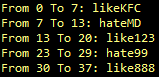 From 0 To 7: likeKFC
From 7 To 13: hateMD
From 13 To 20: like123
From 23 To 29: hate99
From 30 To 37: like888